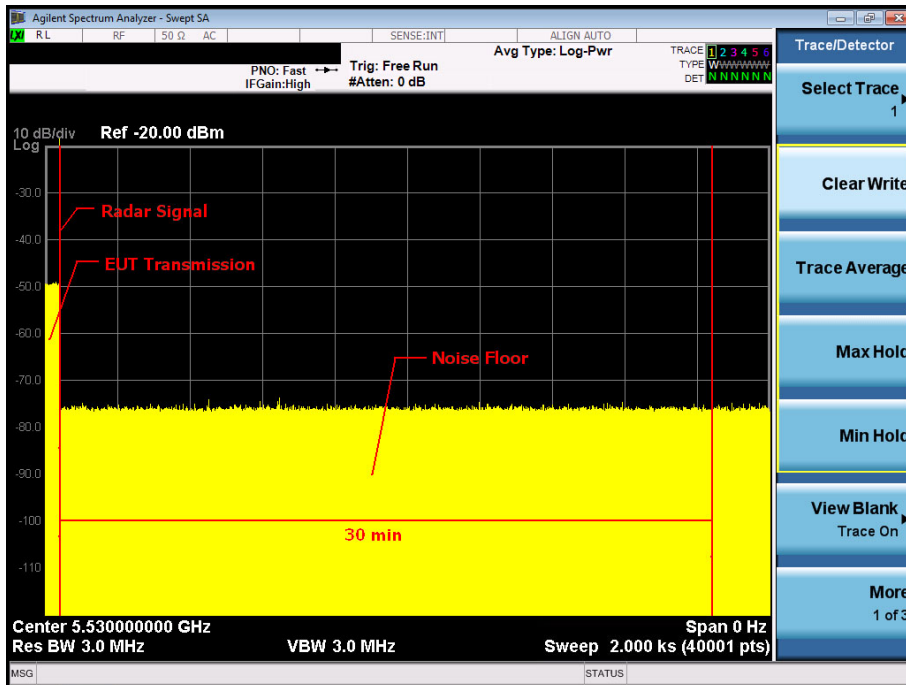 Agilent Spectrum Analyzer - Swept SA
LXI RL RF 50 Ω AC SENSE:INT ALIGN AUTO
Avg Type: Log-Pwr
TRACE 1 2 3 4 5 6
TYPE WWWWWW
DET N N N N N N
PNO: Fast
IFGain:High
Trig: Free Run
#Atten: 0 dB
10 dB/div
Log
Ref -20.00 dBm
-30.0
-40.0
-50.0
-60.0
-70.0
-80.0
-90.0
-100
-110
Radar Signal
EUT Transmission
Noise Floor
30 min
Center 5.530000000 GHz
Span 0 Hz
Res BW 3.0 MHz
VBW 3.0 MHz
Sweep 2.000 ks (40001 pts)
MSG
STATUS
Trace/Detector
Select Trace
1
Clear Write
Trace Average
Max Hold
Min Hold
View Blank
Trace On
More
1 of 3